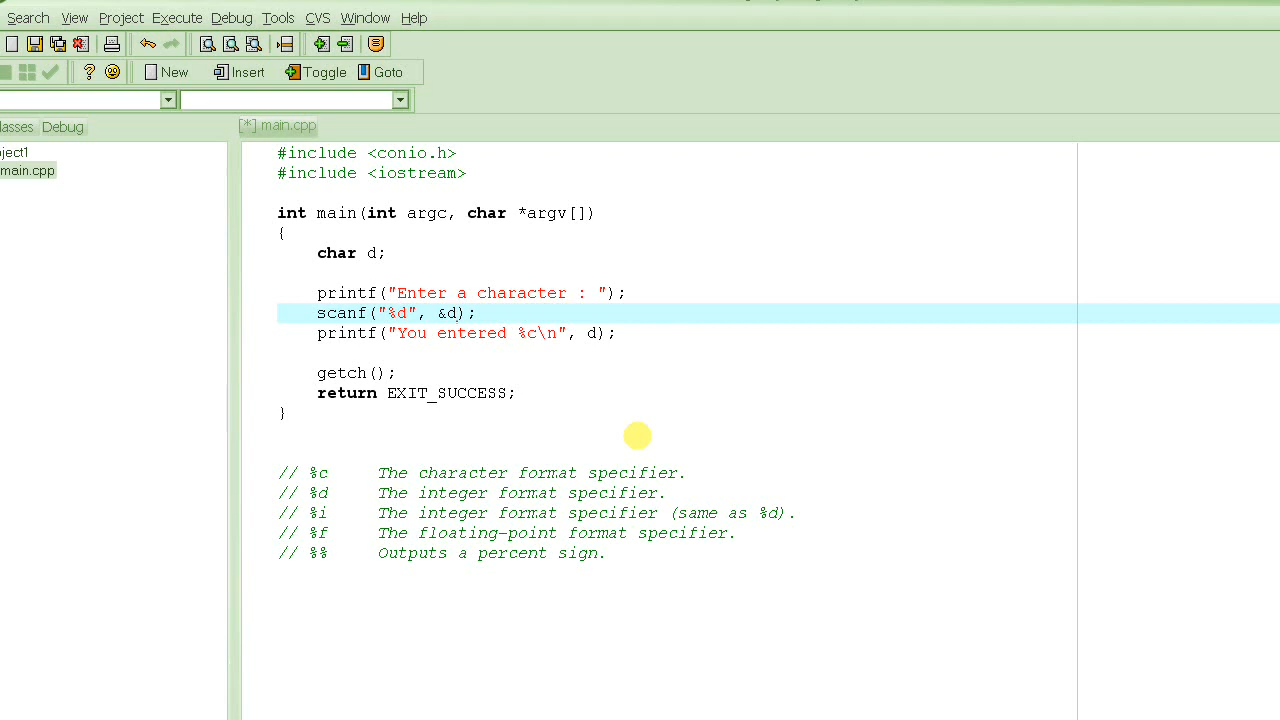 Search View Project Execute Debug Tools CVS Window Help
New Insert Toggle Goto
Debug
[*] main.cpp
main.cpp
#include <conio.h>
#include <iostream>
int main(int argc, char *argv[])
{
char d;
printf("Enter a character : ");
scanf("%d", &d);
printf("You entered %c\n", d);
getch();
return EXIT_SUCCESS;
}
// %c The character format specifier.
// %d The integer format specifier.
// %i The integer format specifier (same as %d).
// %f The floating-point format specifier.
// %% Outputs a percent sign.